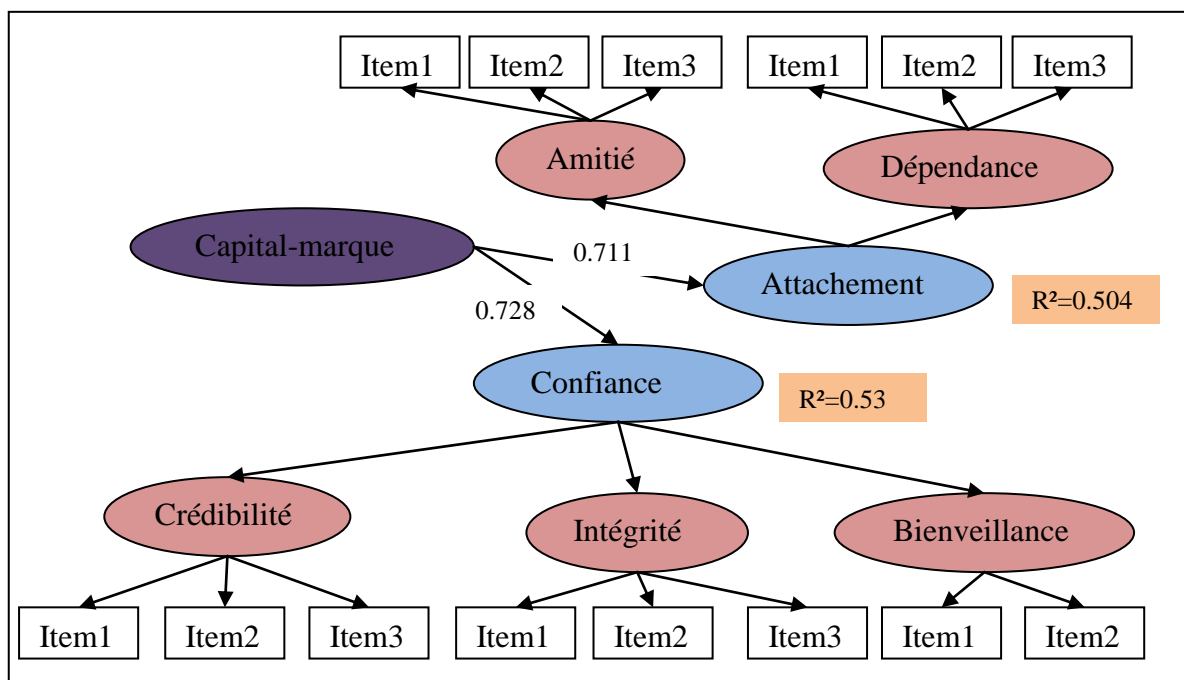 Item1 Item2 Item3 Item1 Item2 Item3
Amitié Dépendance
Capital-marque
0.711
Attachement
R²=0.504
0.728
Confiance
R²=0.53
Crédibilité Intégrité Bienveillance
Item1 Item2 Item3 Item1 Item2 Item3 Item1 Item2